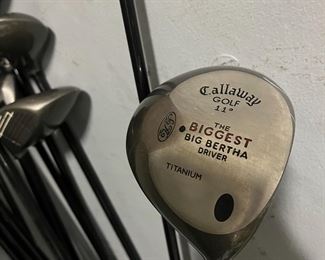 Callaway
GOLF
11°
THE
BIGGEST
BIG BERTHA
DRIVER
TITANIUM